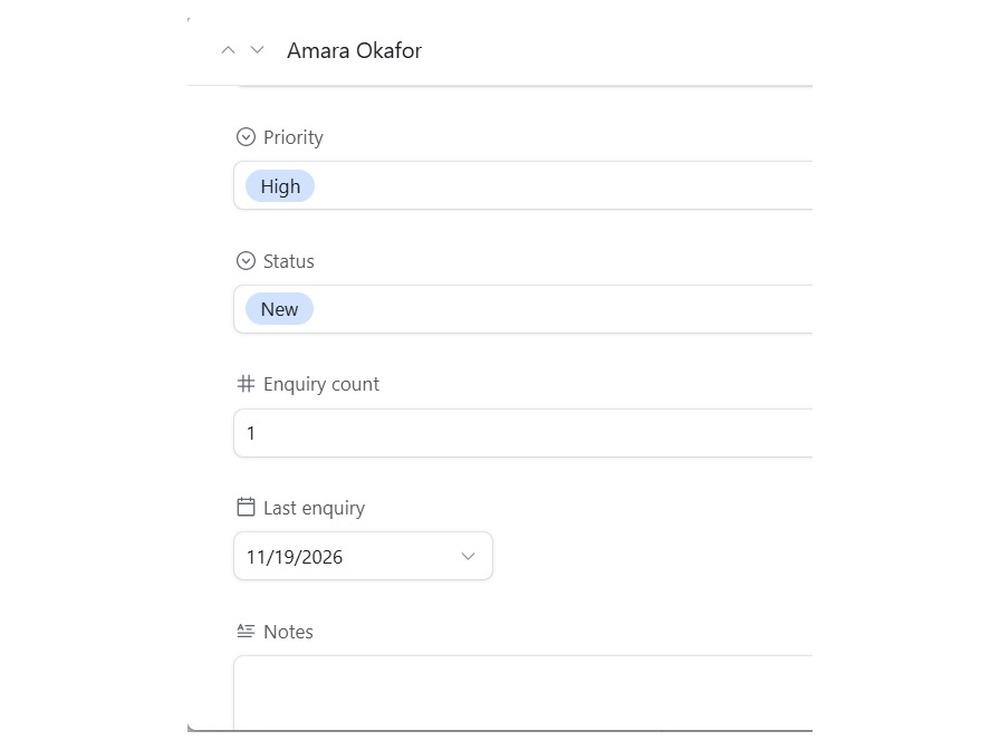 Amara Okafor
Priority
High
Status
New
Enquiry count
1
Last enquiry
11/19/2026
Notes